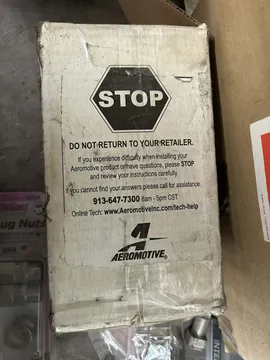 STOP
DO NOT RETURN TO YOUR RETAILER.
If you experience difficulty when installing your
Aeromotive product or have questions, please STOP
and review your instructions carefully.
If you cannot find your answers please call for assistance.
913-647-7300 8am - 5pm CST
Online Tech: www.AeromotiveInc.com/tech-help
AEROMOTIVE
ug Nuts